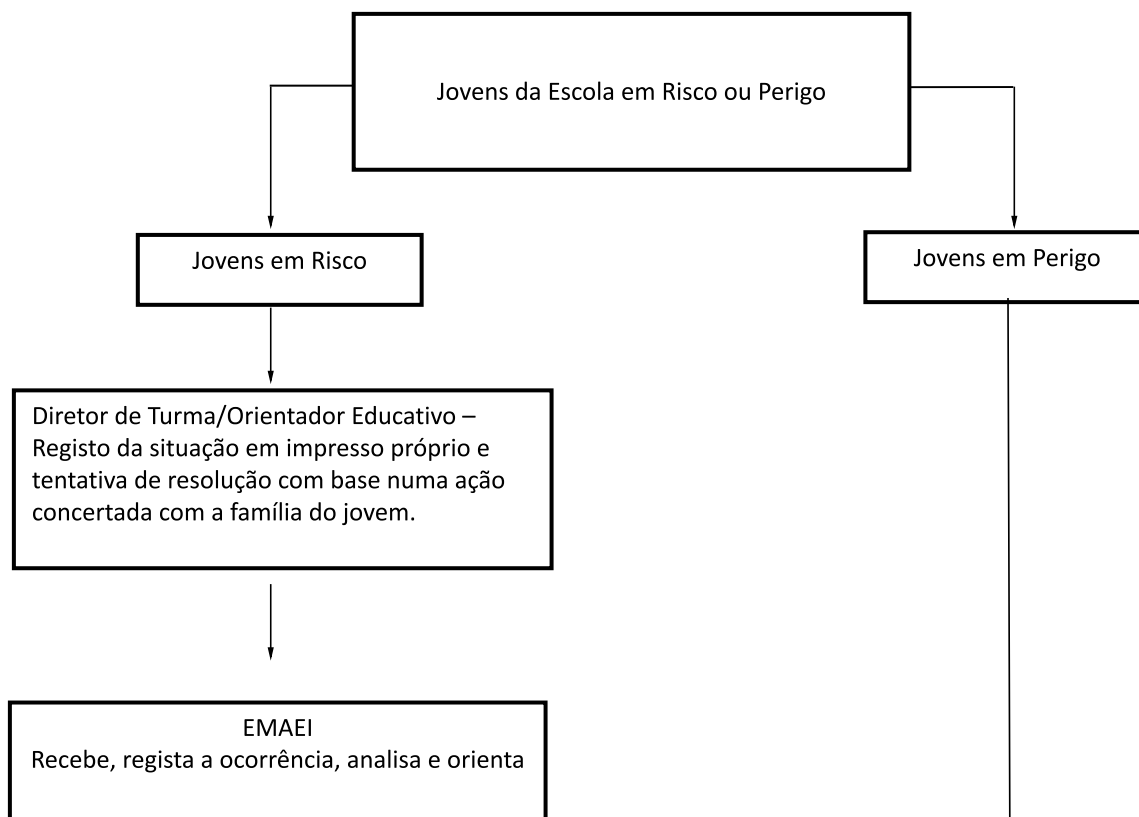 Jovens da Escola em Risco ou Perigo
Jovens em Risco
Jovens em Perigo
Diretor de Turma/Orientador Educativo –
Registo da situação em impresso próprio e
tentativa de resolução com base numa ação
concertada com a família do jovem.
EMAEI
Recebe, regista a ocorrência, analisa e orienta